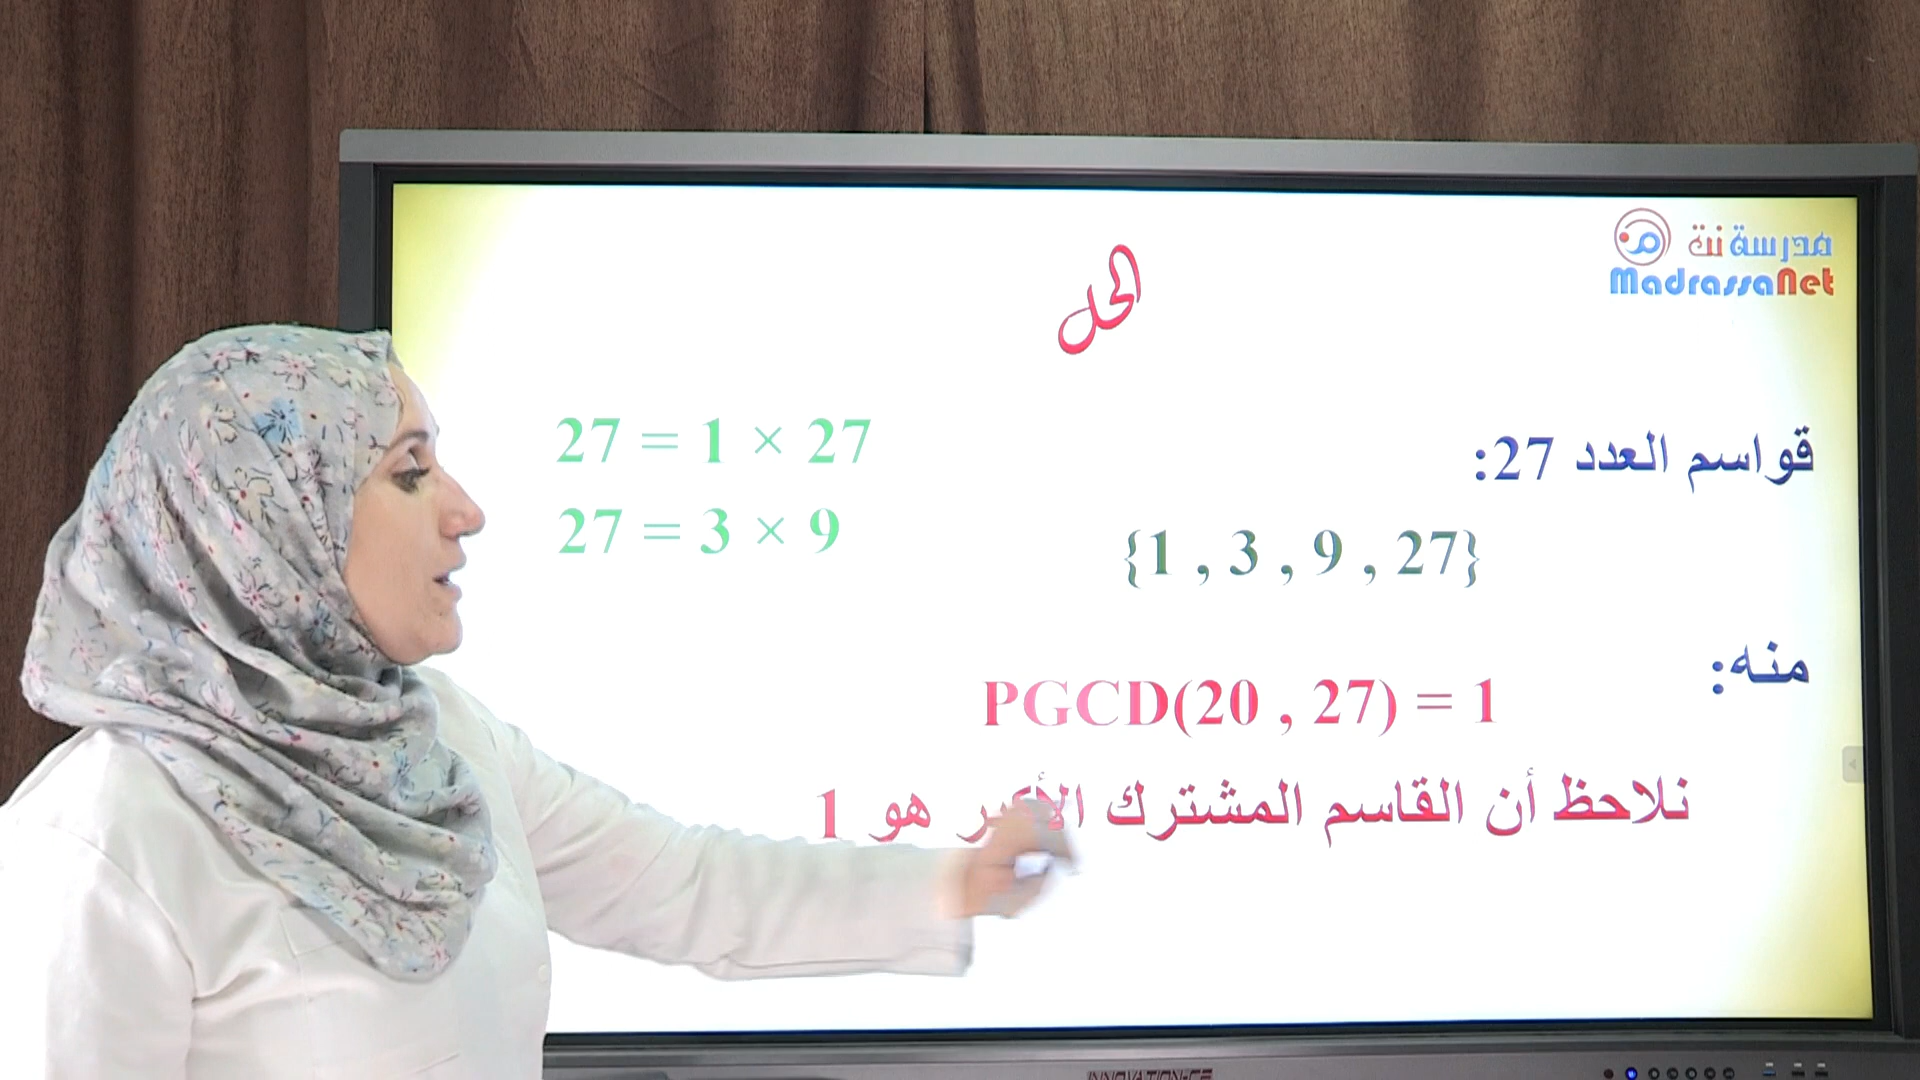 مدرسة نت
MadrassaNet
الحل
قواسم العدد 27:
27 = 1 × 27
27 = 3 × 9
{1 , 3 , 9 , 27}
منه:
PGCD(20 , 27) = 1
نلاحظ أن القاسم المشترك الأكبر هو 1